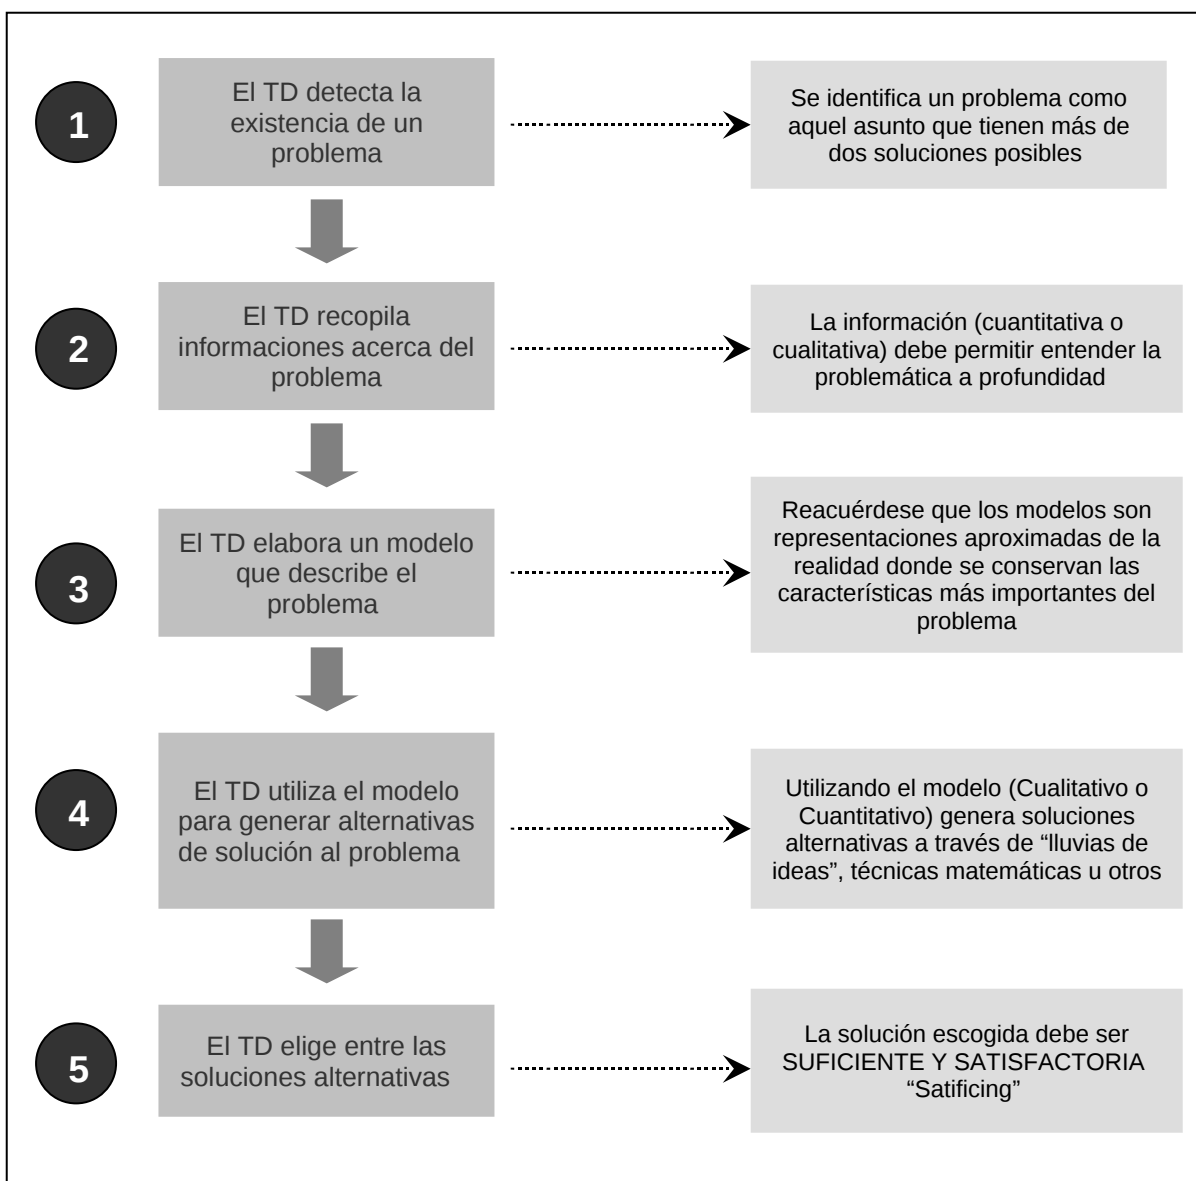 1
El TD detecta la
existencia de un
problema
Se identifica un problema como
aquel asunto que tienen más de
dos soluciones posibles
2
El TD recopila
informaciones acerca del
problema
La información (cuantitativa o
cualitativa) debe permitir entender la
problemática a profundidad
3
El TD elabora un modelo
que describe el
problema
Reacuérdese que los modelos son
representaciones aproximadas de la
realidad donde se conservan las
características más importantes del
problema
4
El TD utiliza el modelo
para generar alternativas
de solución al problema
Utilizando el modelo (Cualitativo o
Cuantitativo) genera soluciones
alternativas a través de “lluvias de
ideas”, técnicas matemáticas u otros
5
El TD elige entre las
soluciones alternativas
La solución escogida debe ser
SUFICIENTE Y SATISFACTORIA
“Satificing”